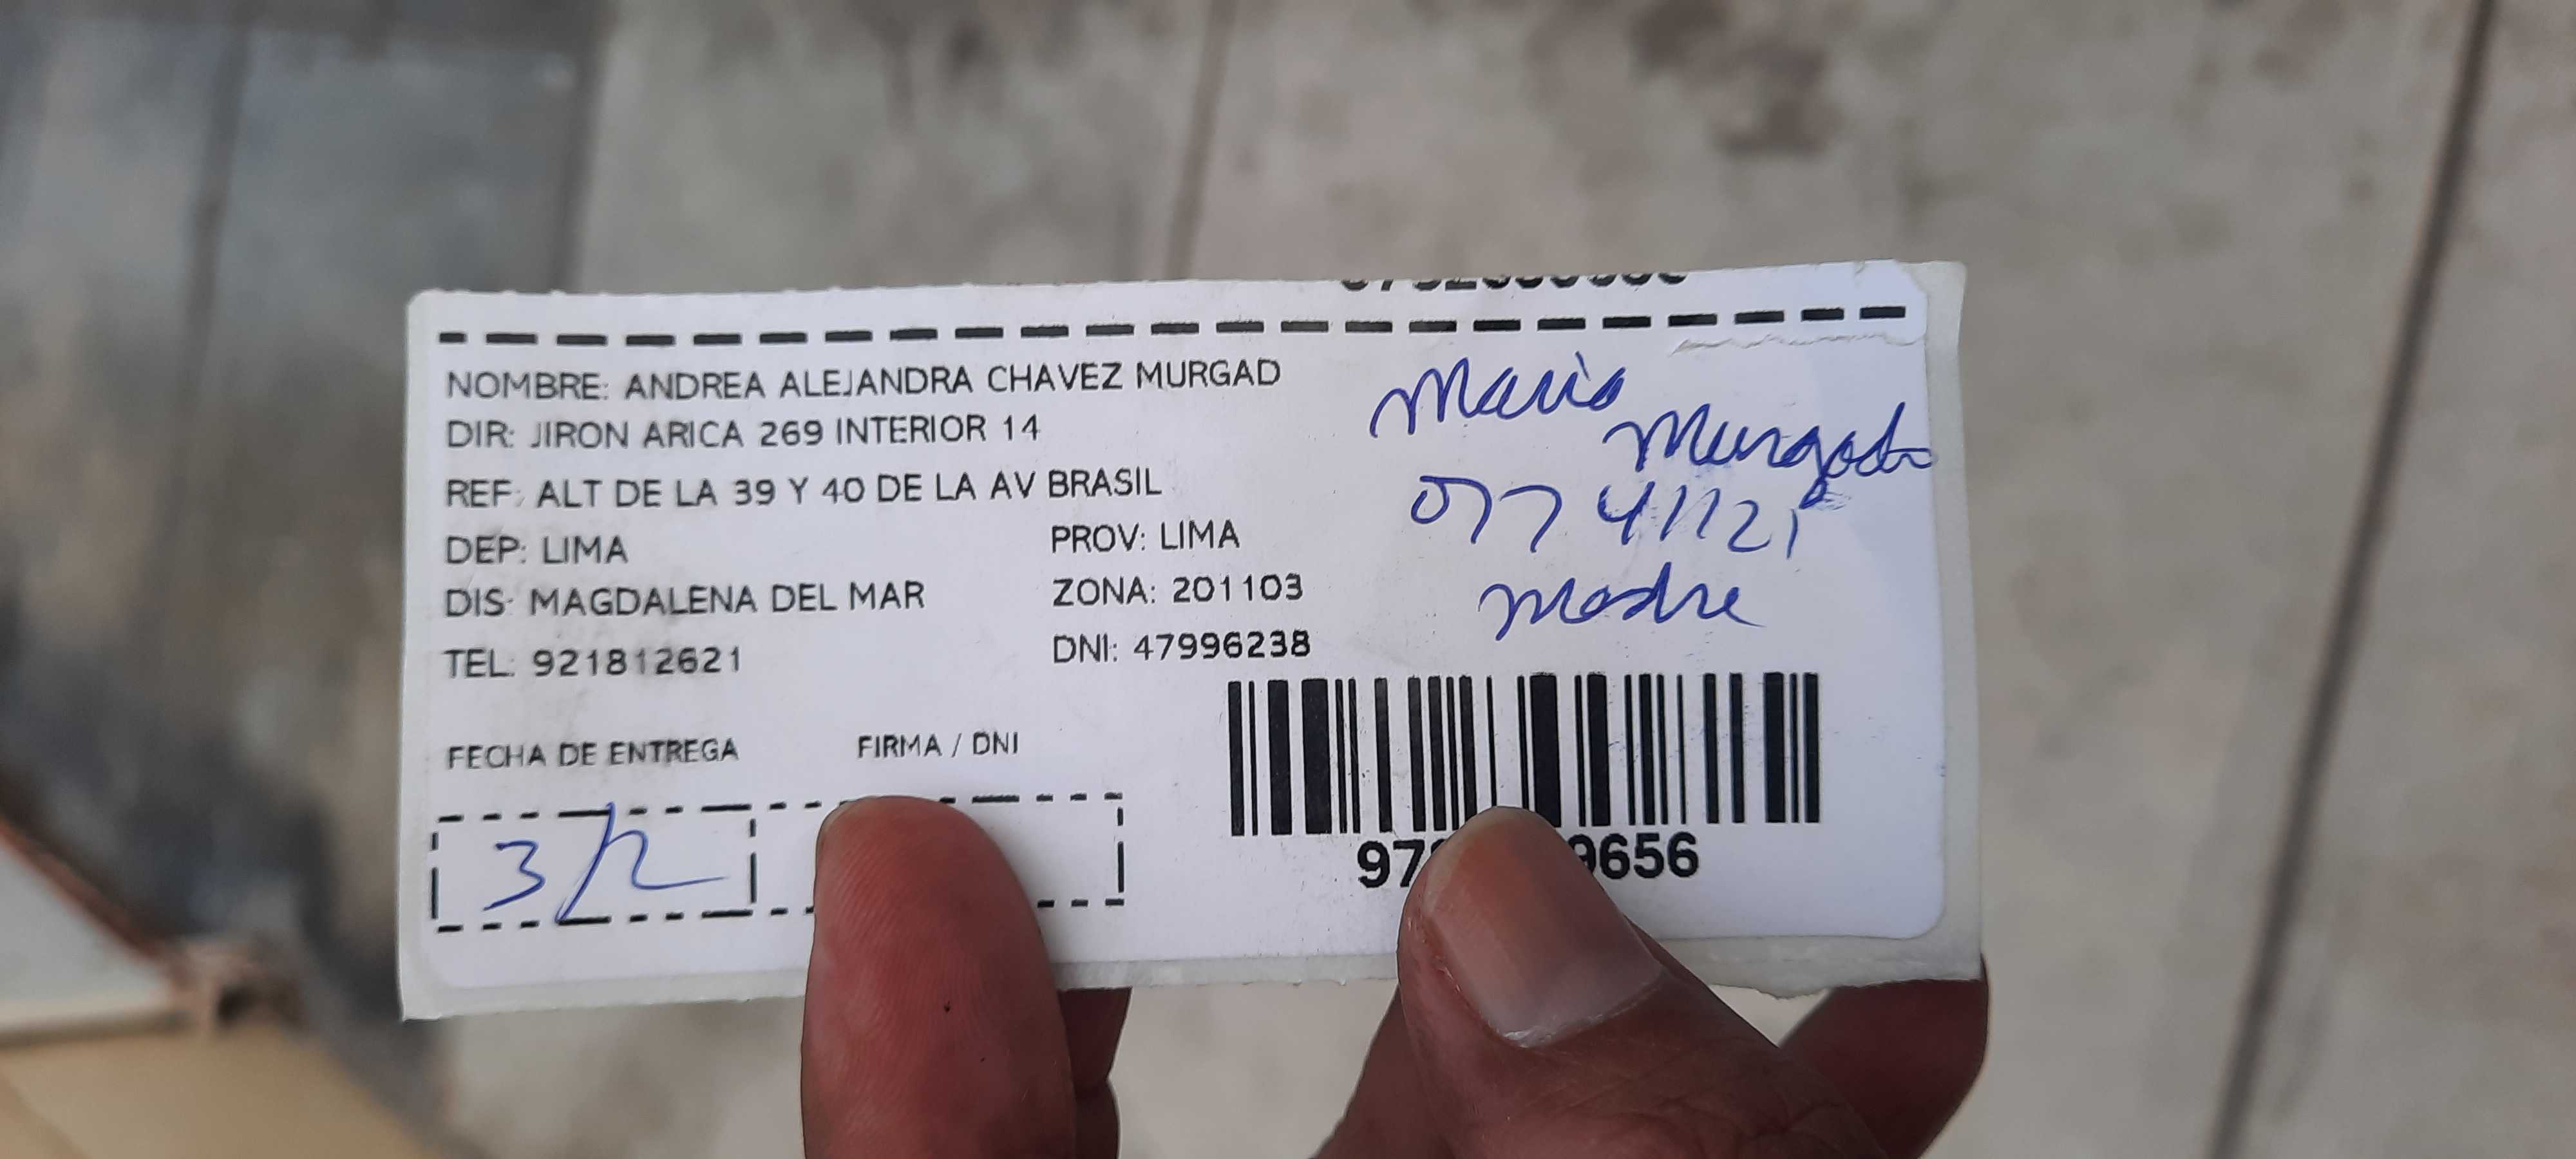 NOMBRE: ANDREA ALEJANDRA CHAVEZ MURGAD
DIR: JIRON ARICA 269 INTERIOR 14
REF: ALT DE LA 39 Y 40 DE LA AV BRASIL
DEP: LIMA
PROV: LIMA
DIS: MAGDALENA DEL MAR
ZONA: 201103
TEL: 921812621
DNI: 47996238
Maria
Murgado
07741121
Madre
FECHA DE ENTREGA
FIRMA / DNI
3/2
97
9656